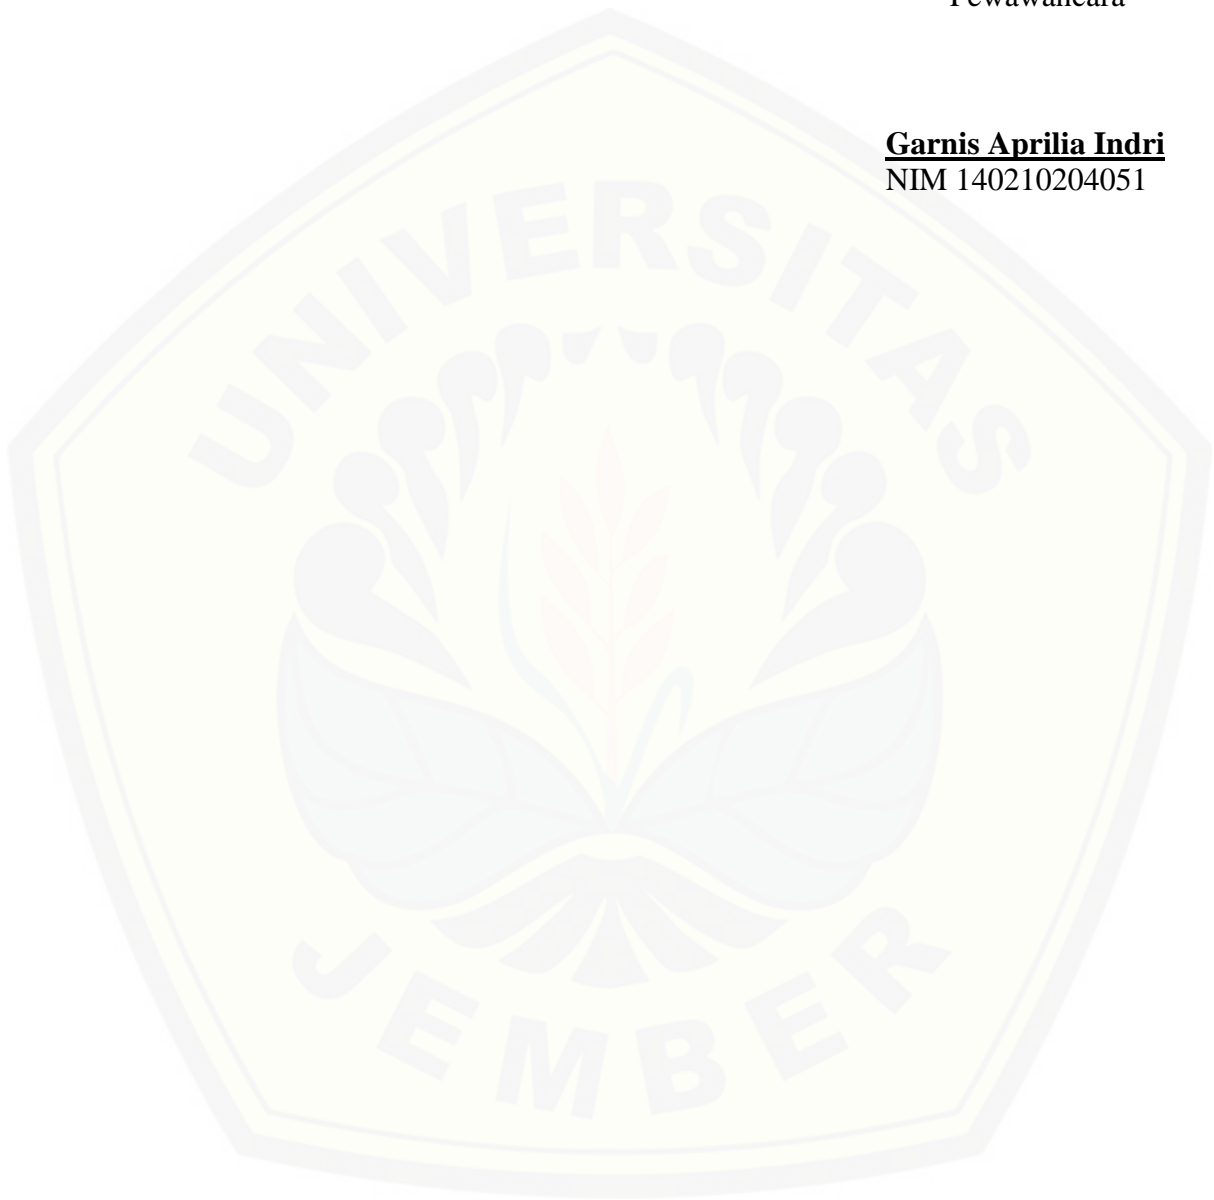 Pewawancara
Garnis Aprilia Indri
NIM 140210204051
UNIVERSITAS
JEMBER